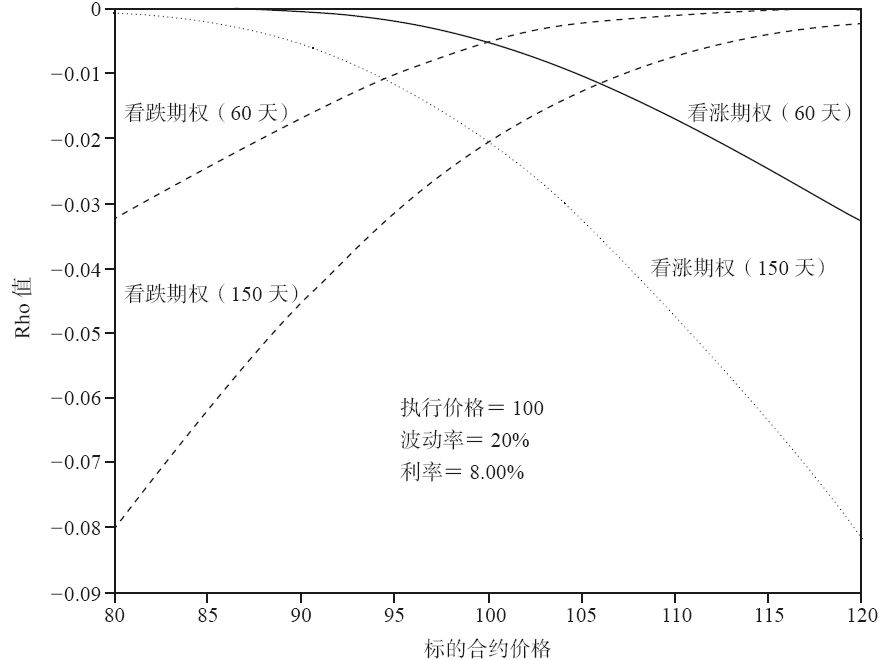 0
−0.01
−0.02
−0.03
−0.04
−0.05
−0.06
−0.07
−0.08
−0.09
Rho 值
看跌期权（60 天）
看涨期权（60 天）
看涨期权（150 天）
看跌期权（150 天）
执行价格＝ 100
波动率＝ 20%
利率＝ 8.00%
80 85 90 95 100 105 110 115 120
标的合约价格